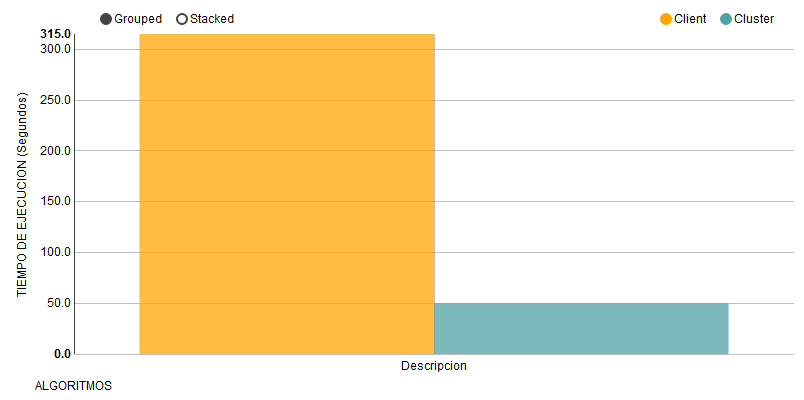 Grouped Stacked Client Cluster
315.0
300.0
250.0
200.0
150.0
100.0
50.0
0.0
TIEMPO DE EJECUCION (Segundos)
Descripcion
ALGORITMOS